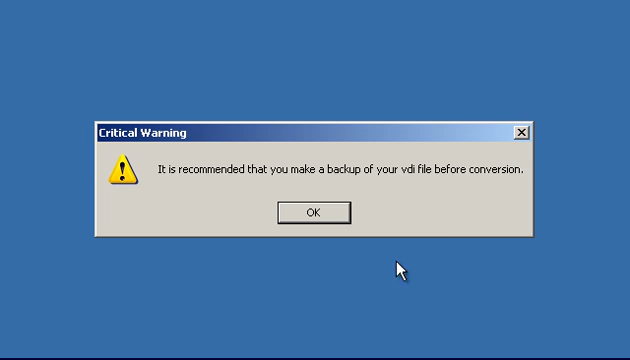 Critical Warning
It is recommended that you make a backup of your vdi file before conversion.
OK